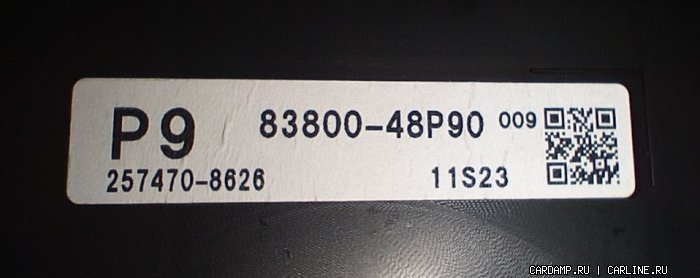 P9 83800-48P90 009
257470-8626 11S23
CARDAMP.RU | CARLINE.RU